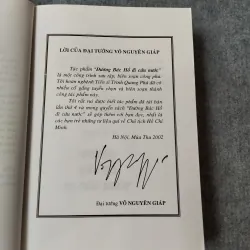 LỜI CỦA ĐẠI TƯỚNG VÕ NGUYÊN GIÁP
Tác phẩm "Đường Bác Hồ đi cứu nước"
là một công trình sưu tập, biên soạn công phu.
Tôi hoan nghênh Tiến sĩ Trình Quang Phú đã có
nhiều cố gắng tuyển chọn và biên soạn thành
công tác phẩm này.
Tôi rất vui được biết tác phẩm đã tái bản
lần thứ 4 và mong quyển sách "Đường Bác Hồ
đi cứu nước" sẽ góp thêm với bạn đọc, nhất là
các bạn trẻ những tư liệu quí về Chủ tịch Hồ Chí
Minh.
Hà Nội, Mùa Thu 2002
Đại tướng VÕ NGUYÊN GIÁP